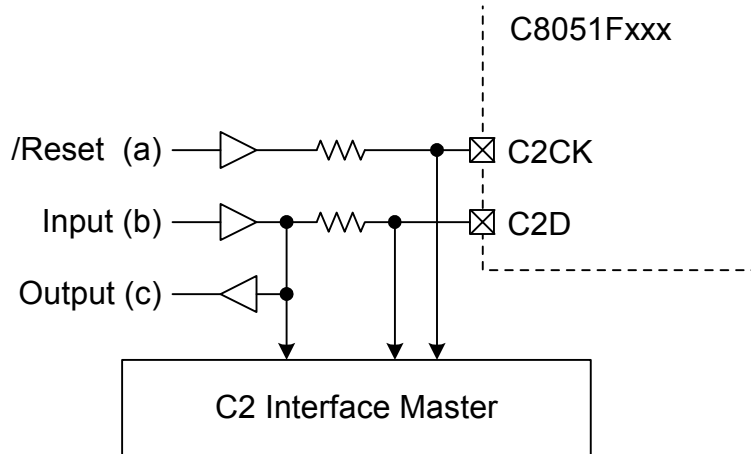 C8051Fxxx
/Reset (a)
C2CK
Input (b)
C2D
Output (c)
C2 Interface Master